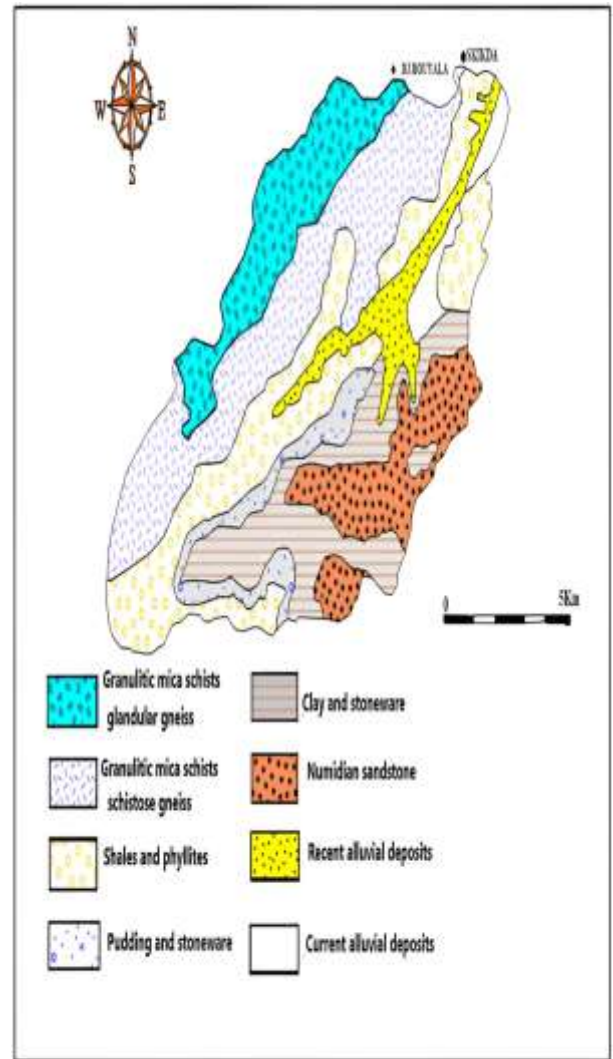 N
SKIKDA
W
E
S
0
5Km
Granulitic mica schists
glandular gneiss
Clay and stoneware
Granulitic mica schists
schistose gneiss
Numidian sandstone
Shales and phyllites
Recent alluvial deposits
Pudding and stoneware
Current alluvial deposits